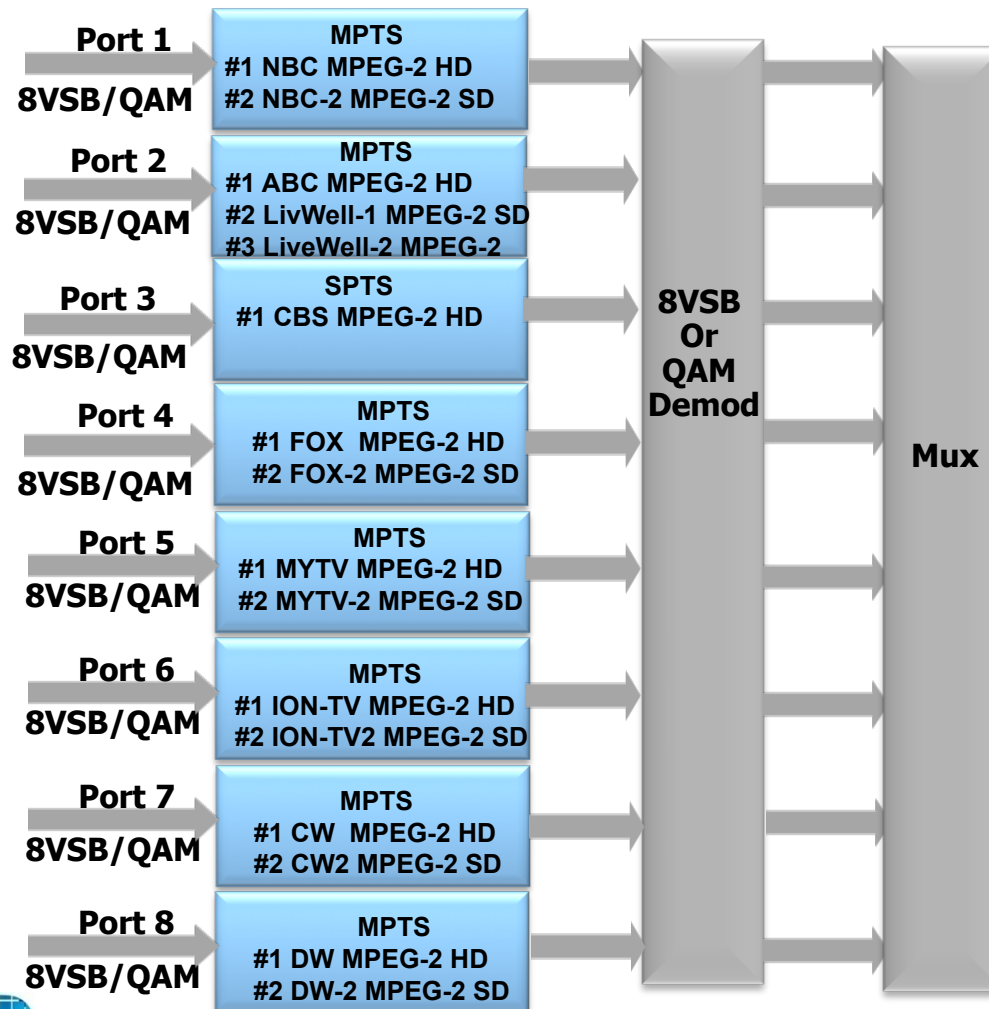 Port 1
8VSB/QAM
MPTS
#1 NBC MPEG-2 HD
#2 NBC-2 MPEG-2 SD
Port 2
8VSB/QAM
MPTS
#1 ABC MPEG-2 HD
#2 LivWell-1 MPEG-2 SD
#3 LiveWell-2 MPEG-2
Port 3
8VSB/QAM
SPTS
#1 CBS MPEG-2 HD
Port 4
8VSB/QAM
MPTS
#1 FOX MPEG-2 HD
#2 FOX-2 MPEG-2 SD
Port 5
8VSB/QAM
MPTS
#1 MYTV MPEG-2 HD
#2 MYTV-2 MPEG-2 SD
Port 6
8VSB/QAM
MPTS
#1 ION-TV MPEG-2 HD
#2 ION-TV2 MPEG-2 SD
Port 7
8VSB/QAM
MPTS
#1 CW MPEG-2 HD
#2 CW2 MPEG-2 SD
Port 8
8VSB/QAM
MPTS
#1 DW MPEG-2 HD
#2 DW-2 MPEG-2 SD
8VSB
Or
QAM
Demod
Mux